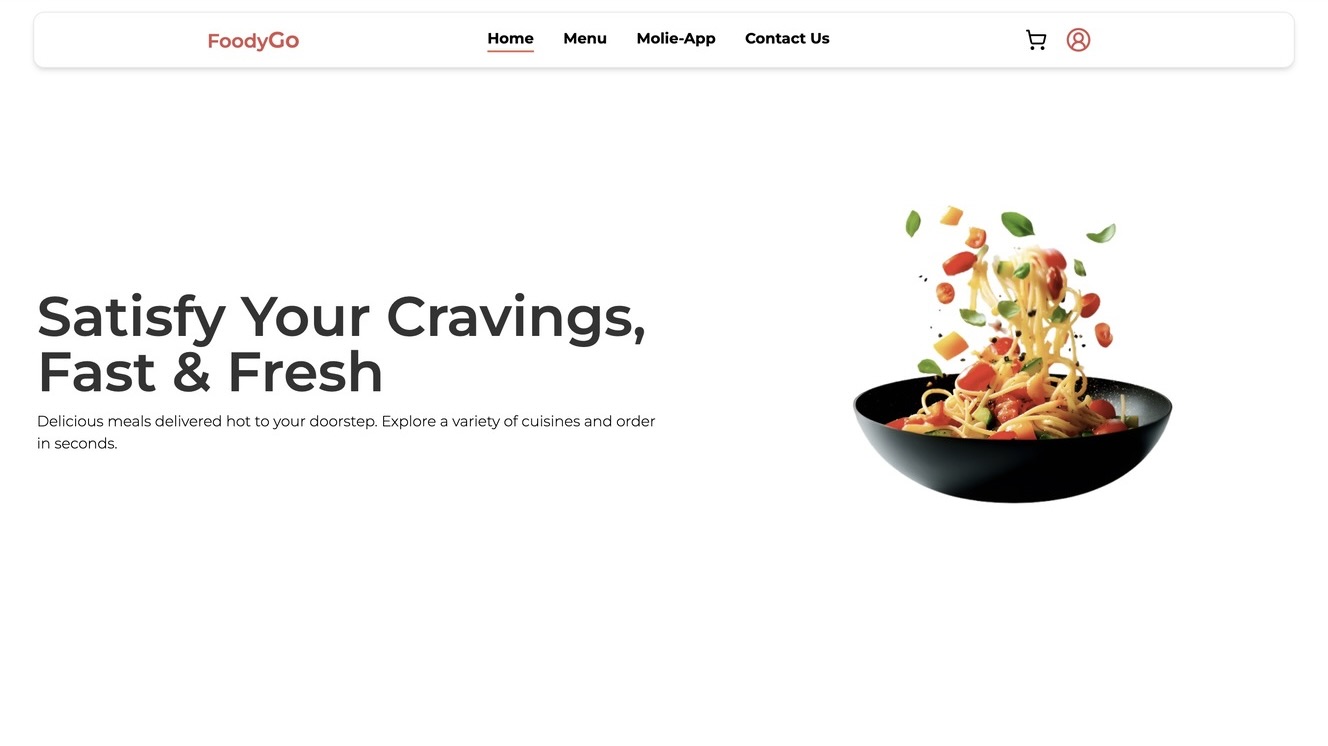 FoodyGo
Home Menu Molie-App Contact Us
Satisfy Your Cravings,
Fast & Fresh
Delicious meals delivered hot to your doorstep. Explore a variety of cuisines and order
in seconds.